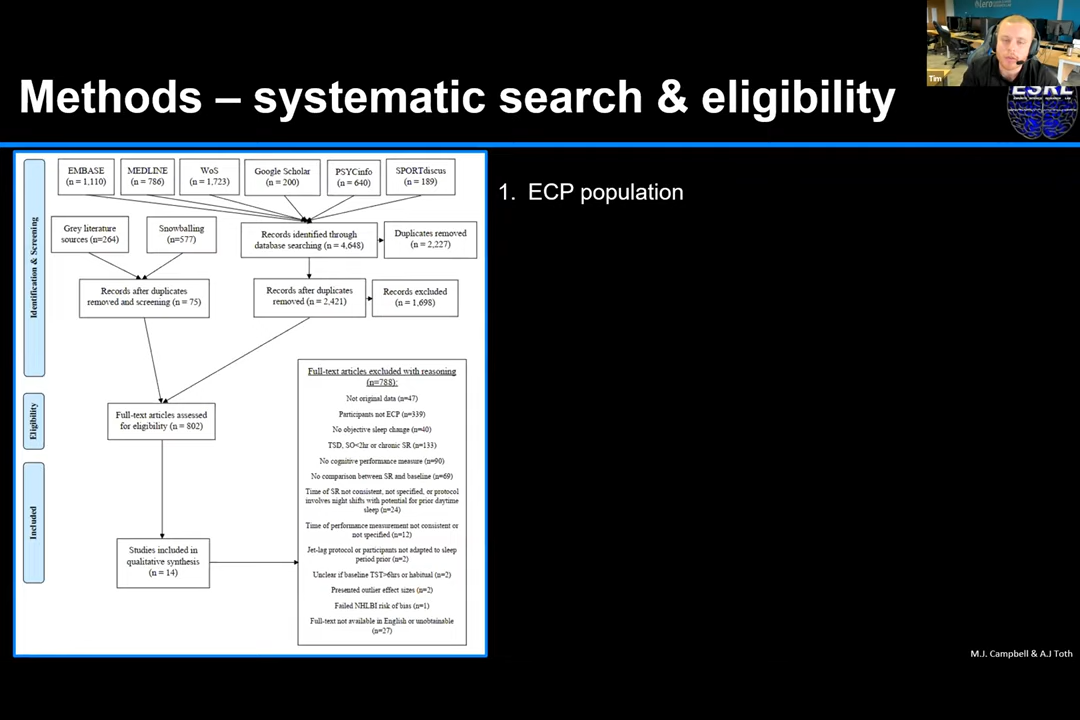 Tim
ESRL
Methods – systematic search & eligibility
EMBASE
(n = 1,110)
MEDLINE
(n = 786)
WoS
(n = 1,723)
Google Scholar
(n = 200)
PSYCinfo
(n = 640)
SPORTdiscus
(n = 189)
Grey literature
sources (n=264)
Snowballing
(n=577)
Records identified through
database searching (n = 4,648)
Duplicates removed
(n = 2,227)
Identification & Screening
Records after duplicates
removed and screening (n = 75)
Records after duplicates
removed (n = 2,421)
Records excluded
(n = 1,698)
Eligibility
Full-text articles assessed
for eligibility (n = 802)
Full-text articles excluded with reasoning
(n=788):
Not original data (n=47)
Participants not ECP (n=339)
No objective sleep change (n=40)
TSD, SO<2hr or chronic SR (n=133)
No cognitive performance measure (n=90)
No comparison between SR and baseline (n=69)
Time of SR not consistent, not specified, or protocol
involves night shifts with potential for prior daytime
sleep (n=24)
Time of performance measurement not consistent or
not specified (n=12)
Jet-lag protocol or participants not adapted to sleep
period prior (n=2)
Unclear if baseline TST>6hrs or habitual (n=2)
Presented outlier effect sizes (n=2)
Failed NHLBI risk of bias (n=1)
Full-text not available in English or unobtainable
(n=27)
Included
Studies included in
qualitative synthesis
(n = 14)
1. ECP population
M.J. Campbell & A.J Toth